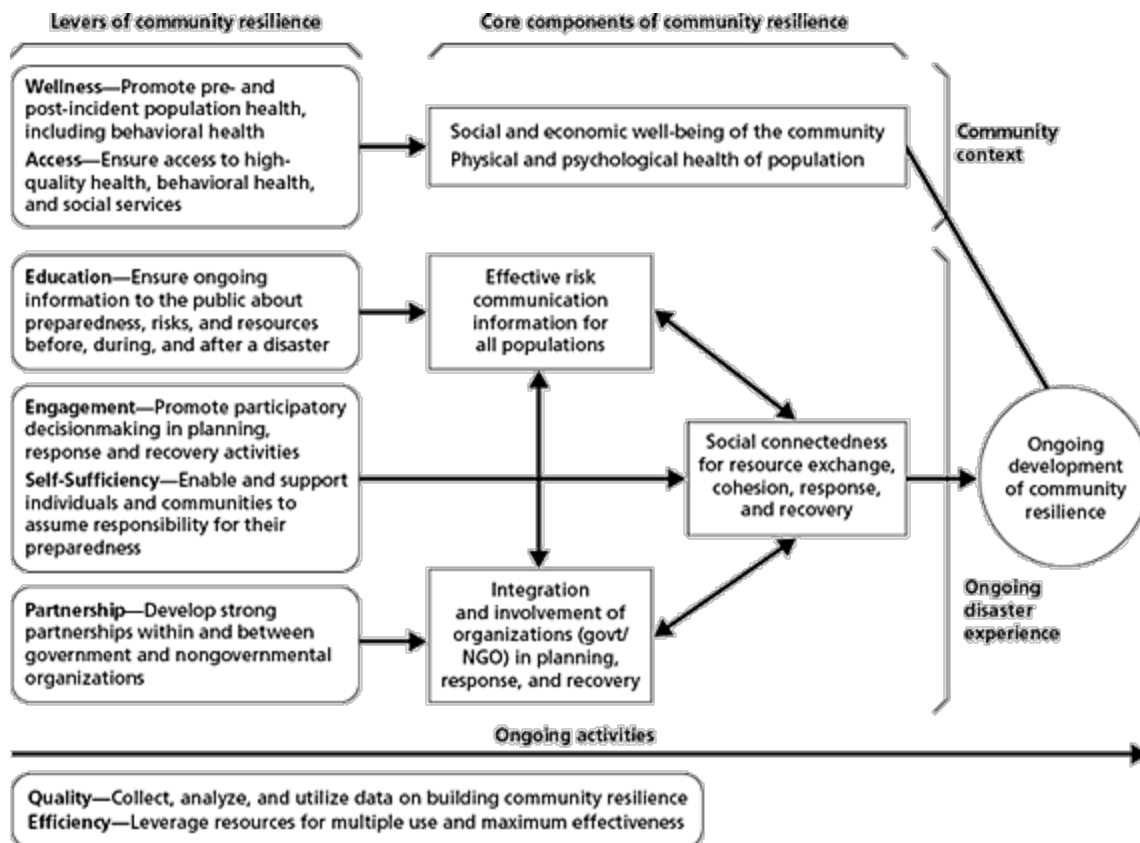 Levers of community resilience
Core components of community resilience
Wellness—Promote pre- and
post-incident population health,
including behavioral health
Access—Ensure access to high-
quality health, behavioral health,
and social services
Social and economic well-being of the community
Physical and psychological health of population
Community
context
Education—Ensure ongoing
information to the public about
preparedness, risks, and resources
before, during, and after a disaster
Effective risk
communication
information for
all populations
Engagement—Promote participatory
decisionmaking in planning,
response and recovery activities
Self-Sufficiency—Enable and support
individuals and communities to
assume responsibility for their
preparedness
Social connectedness
for resource exchange,
cohesion, response,
and recovery
Ongoing
development
of community
resilience
Partnership—Develop strong
partnerships within and between
government and nongovernmental
organizations
Integration
and involvement of
organizations (govt/
NGO) in planning,
response, and recovery
Ongoing
disaster
experience
Ongoing activities
Quality—Collect, analyze, and utilize data on building community resilience
Efficiency—Leverage resources for multiple use and maximum effectiveness